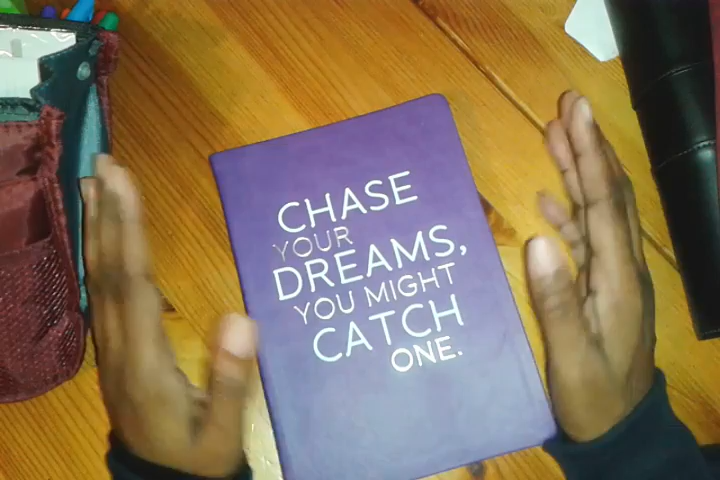 CHASE
YOUR
DREAMS,
YOU MIGHT
CATCH
ONE.